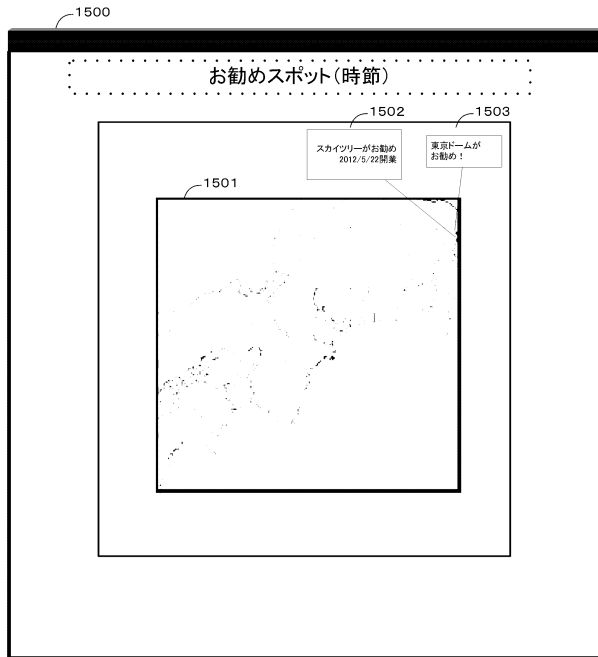 1500
お勧めスポット(時節)
1502
1503
スカイツリーがお勧め
2012/5/22開業
東京ドームが
お勧め!
1501